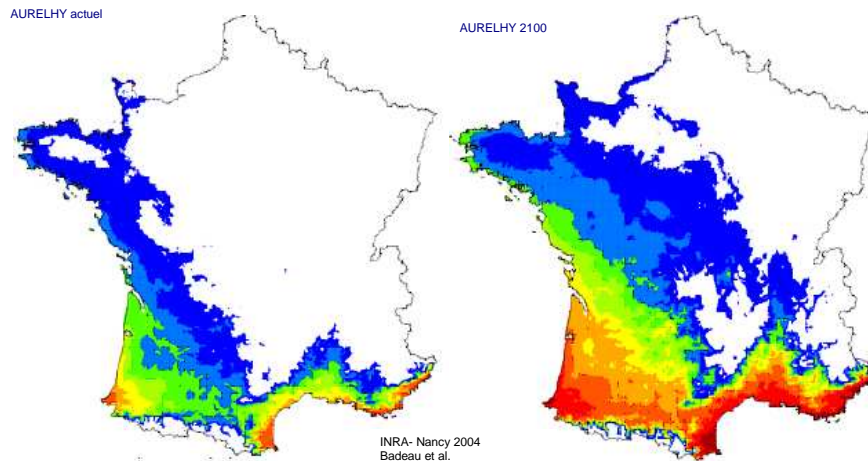 AURELHY actuel
AURELHY 2100
INRA- Nancy 2004
Badeau et al.